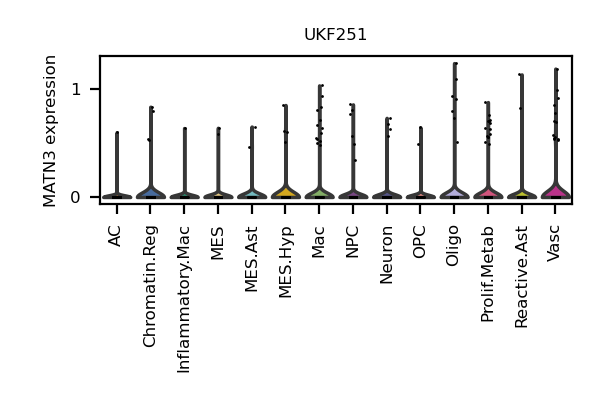 UKF251
MATN3 expression
1
0
AC
Chromatin.Reg
Inflammatory.Mac
MES
MES.Ast
MES.Hyp
Mac
NPC
Neuron
OPC
Oligo
Prolif.Metab
Reactive.Ast
Vasc